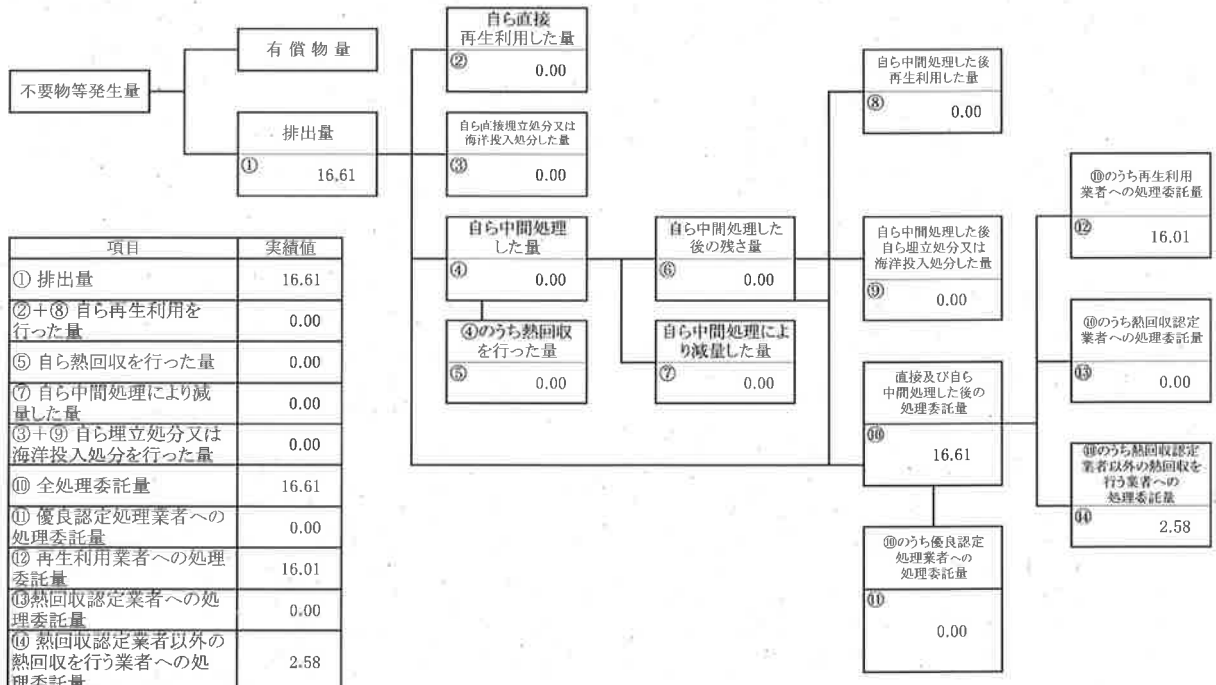 不要物等発生量
有償物量
排出量
①
16.61
自ら直接
再生利用した量
②
0.00
自ら直接埋立処分又は
海洋投入処分した量
③
0.00
自ら中間処理
した量
④
0.00
④のうち熱回収
を行った量
⑤
0.00
自ら中間処理した
後の残さ量
⑥
0.00
自ら中間処理によ
り減量した量
⑦
0.00
自ら中間処理した後
再生利用した量
⑧
0.00
自ら中間処理した後
自ら埋立処分又は
海洋投入処分した量
⑨
0.00
直接及び自ら
中間処理した後の
処理委託量
⑩
16.61
⑩のうち優良認定
処理業者への
処理委託量
⑪
0.00
⑩のうち再生利用
業者への処理委託量
⑫
16.01
⑩のうち熱回収認定
業者への処理委託量
⑬
0.00
⑩のうち熱回収認定
業者以外の熱回収を
行う業者への
処理委託量
⑭
2.58
項目 実績値
① 排出量 16.61
②+⑧ 自ら再生利用を
行った量 0.00
⑤ 自ら熱回収を行った量 0.00
⑦ 自ら中間処理により減
量した量 0.00
③+⑨ 自ら埋立処分又は
海洋投入処分を行った量 0.00
⑩ 全処理委託量 16.61
⑪ 優良認定処理業者への
処理委託量 0.00
⑫ 再生利用業者への処理
委託量 16.01
⑬熱回収認定業者への処
理委託量 0.00
⑭ 熱回収認定業者以外の
熱回収を行う業者への処
理委託量 2.58